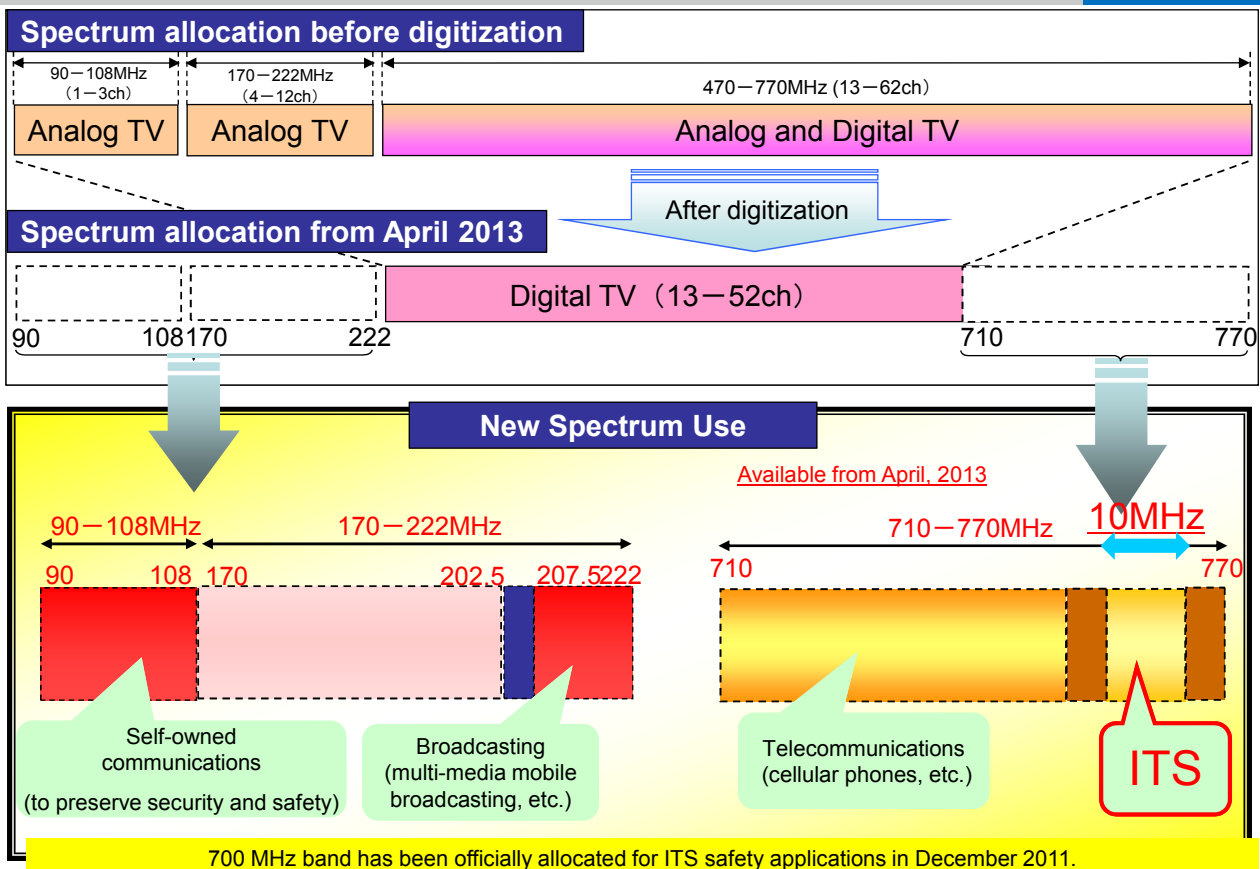 Spectrum allocation before digitization
90－108MHz
（1－3ch)
170－222MHz
(4－12ch)
470－770MHz (13－62ch）
Analog TV
Analog TV
Analog and Digital TV
After digitization
Spectrum allocation from April 2013
Digital TV（13－52ch）
90
108
170
222
710
770
New Spectrum Use
Available from April, 2013
90－108MHz
170－222MHz
710－770MHz
10MHz
90
108
170
202.5
207.5
222
710
770
Self-owned
communications
(to preserve security and safety)
Broadcasting
(multi-media mobile
broadcasting, etc.)
Telecommunications
(cellular phones, etc.)
ITS
700 MHz band has been officially allocated for ITS safety applications in December 2011.